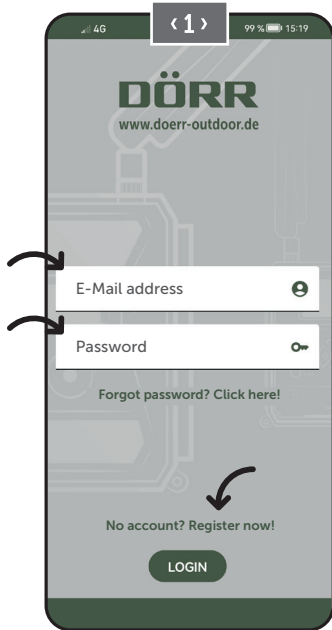 4G
‹1›
99 % 15:19
DÖRR
www.doerr-outdoor.de
E-Mail address
Password
Forgot password? Click here!
No account? Register now!
LOGIN